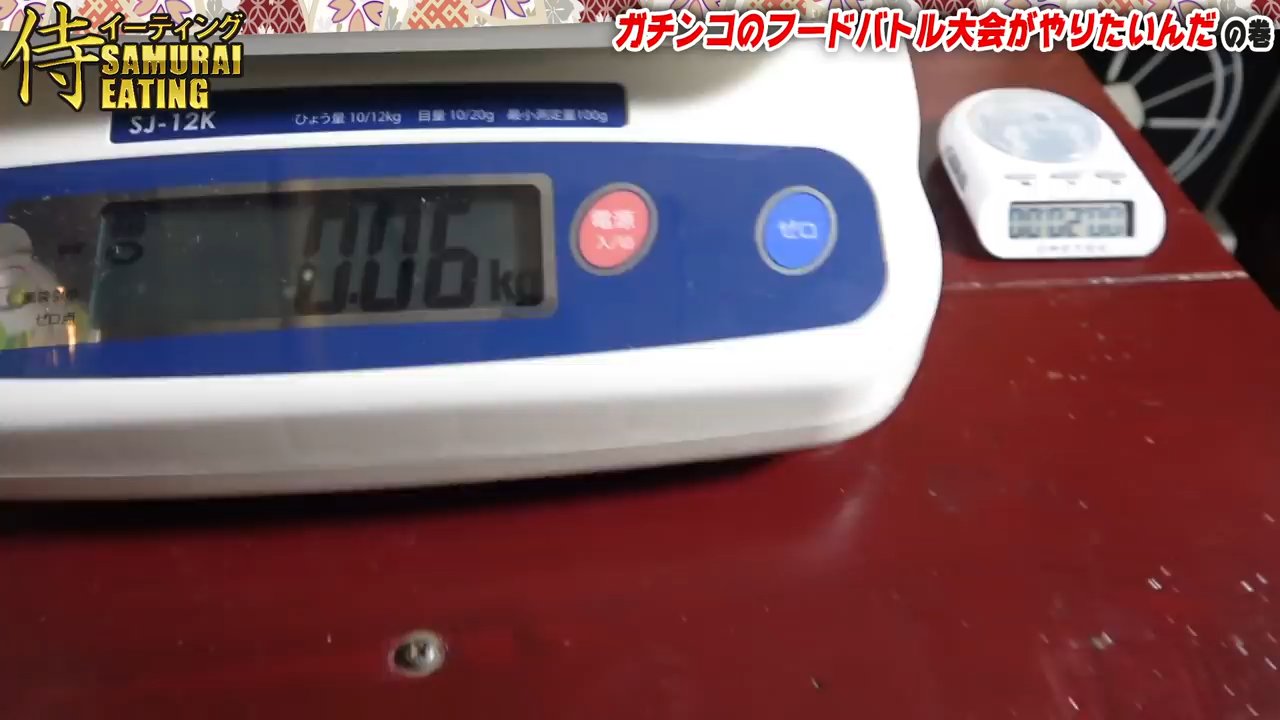 侍
イーティング
SAMURAI
EATING
ガチンコのフードバトル大会がやりたいんだ の巻
SJ-12K
ひょう量 10/12kg 目量 10/20g 最小測定量100g
0.06 kg
電源
入/切
ゼロ
ゼロ点
00:02:00